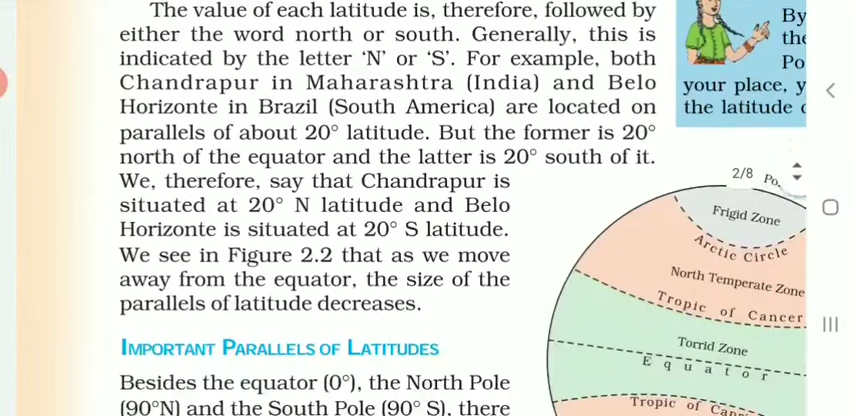 The value of each latitude is, therefore, followed by
either the word north or south. Generally, this is
indicated by the letter ‘N’ or ‘S’. For example, both
Chandrapur in Maharashtra (India) and Belo
Horizonte in Brazil (South America) are located on
parallels of about 20° latitude. But the former is 20°
north of the equator and the latter is 20° south of it.
We, therefore, say that Chandrapur is
situated at 20° N latitude and Belo
Horizonte is situated at 20° S latitude.
We see in Figure 2.2 that as we move
away from the equator, the size of the
parallels of latitude decreases.
IMPORTANT PARALLELS OF LATITUDES
Besides the equator (0°), the North Pole
(90°N) and the South Pole (90° S), there
By
the
Po
your place, y
the latitude
2/8
Frigid Zone
Arctic Circle
North Temperate Zone
Tropic of Cancer
Torrid Zone
Equator
Tropic of